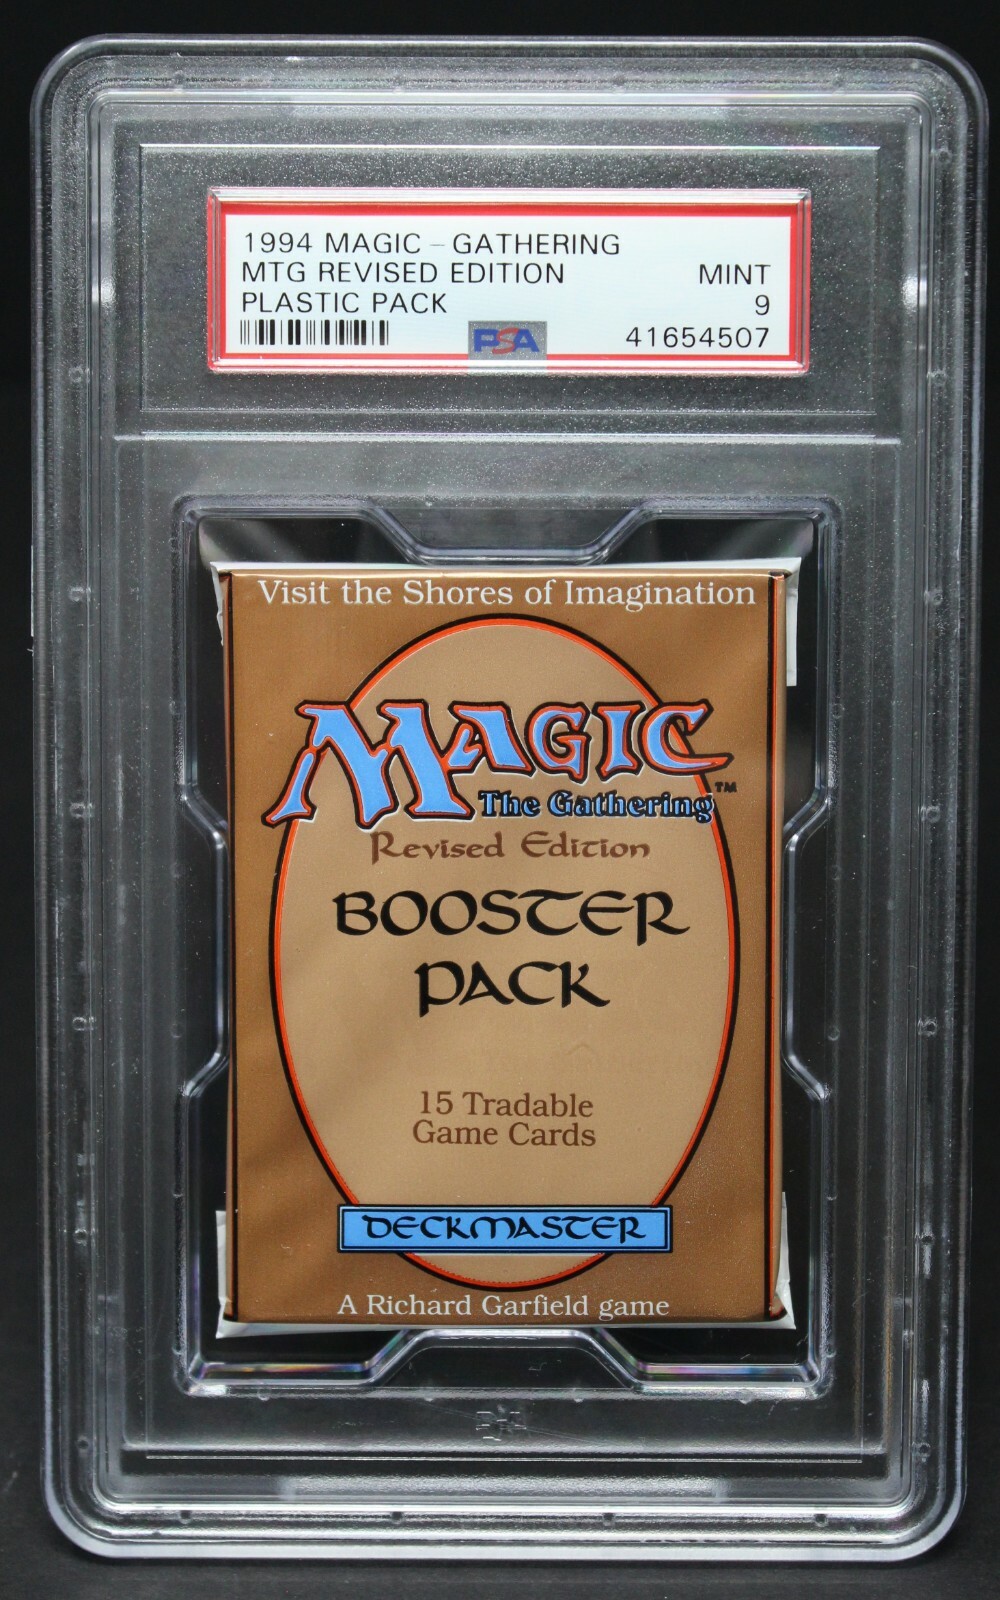 1994 MAGIC - GATHERING
MTG REVISED EDITION MINT
PLASTIC PACK 9
PSA 41654507
Visit the Shores of Imagination
MAGIC ™
The Gathering
Revised Edition
BOOSTER
PACK
15 Tradable
Game Cards
DECKMASTER
A Richard Garfield game